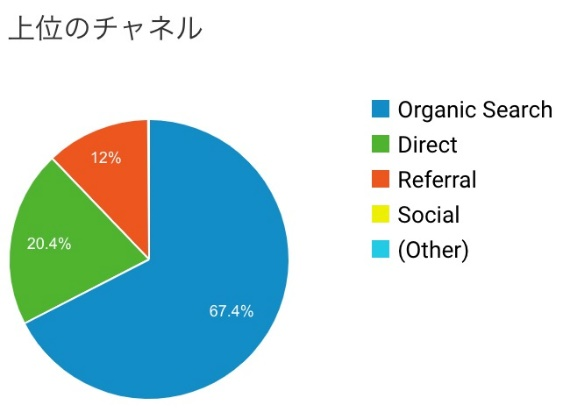 上位のチャネル
Organic Search
Direct
Referral
Social
(Other)
12%
20.4%
67.4%